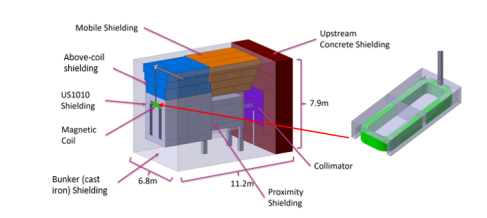 Mobile Shielding
Upstream
Concrete Shielding
Above-coil
shielding
US1010
Shielding
Magnetic
Coil
7.9m
Collimator
Bunker (cast
iron) Shielding
6.8m
11.2m
Proximity
Shielding